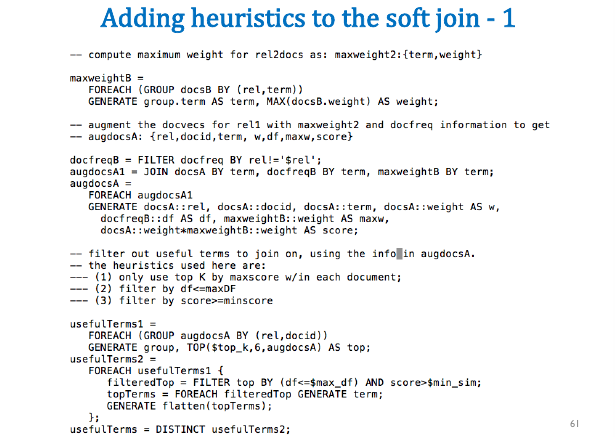 Adding heuristics to the soft join - 1
-- compute maximum weight for rel2docs as: maxweight2:{term,weight}
maxweightB =
FOREACH (GROUP docsB BY (rel,term))
GENERATE group.term AS term, MAX(docsB.weight) AS weight;
-- augment the docvecs for rel1 with maxweight2 and docfreq information to get
-- augdocsA: {rel,docid,term, w,df,maxw,score}
docfreqB = FILTER docfreq BY rel!='$rel';
augdocsA1 = JOIN docsA BY term, docfreqB BY term, maxweightB BY term;
augdocsA =
FOREACH augdocsA1
GENERATE docsA::rel, docsA::docid, docsA::term, docsA::weight AS w,
docfreqB::df AS df, maxweightB::weight AS maxw,
docsA::weight*maxweightB::weight AS score;
-- filter out useful terms to join on, using the info in augdocsA.
-- the heuristics used here are:
--- (1) only use top K by maxscore w/in each document;
--- (2) filter by df<=maxDF
--- (3) filter by score>=minscore
usefulTerms1 =
FOREACH (GROUP augdocsA BY (rel,docid))
GENERATE group, TOP($top_k,6,augdocsA) AS top;
usefulTerms2 =
FOREACH usefulTerms1 {
filteredTop = FILTER top BY (df<=$max_df) AND score>$min_sim;
topTerms = FOREACH filteredTop GENERATE term;
GENERATE flatten(topTerms);
};
usefulTerms = DISTINCT usefulTerms2;
61